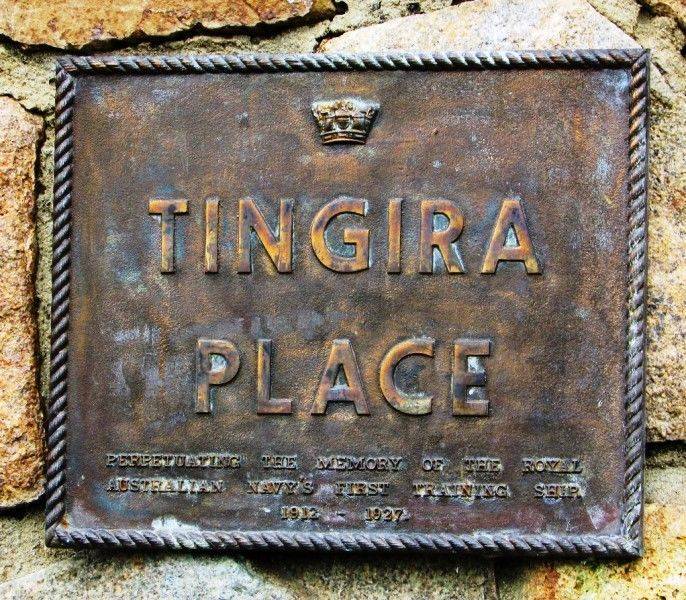 TINGIRA
PLACE
PERPETUATING THE MEMORY OF THE ROYAL
AUSTRALIAN NAVY'S FIRST TRAINING SHIP.
1912 - 1927.